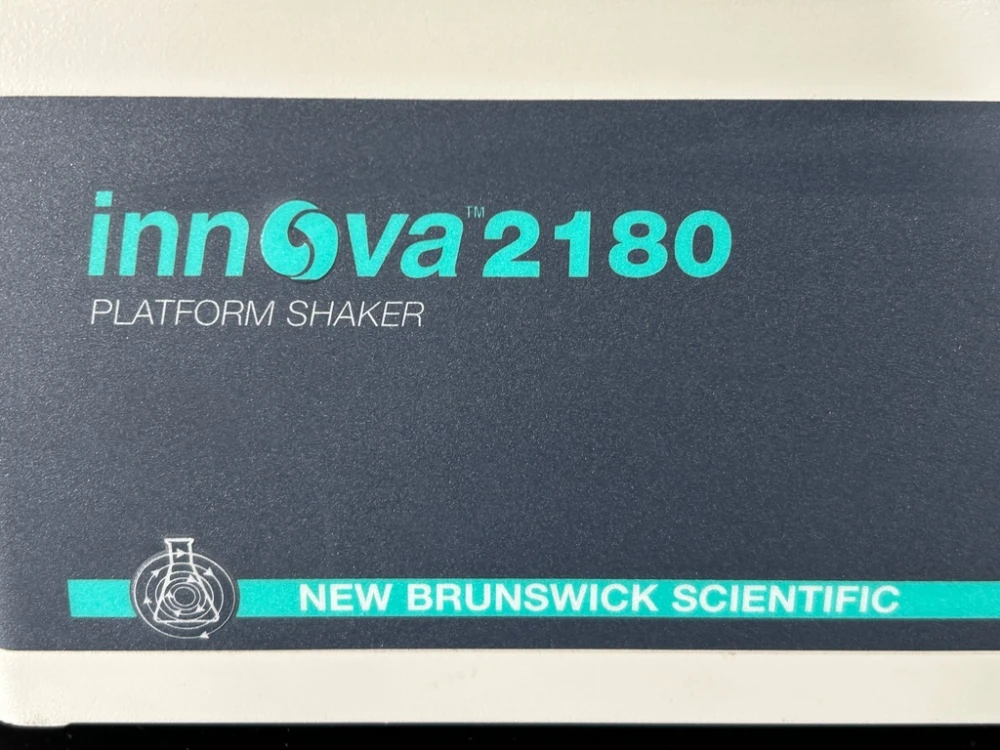 innova™ 2180
PLATFORM SHAKER
NEW BRUNSWICK SCIENTIFIC